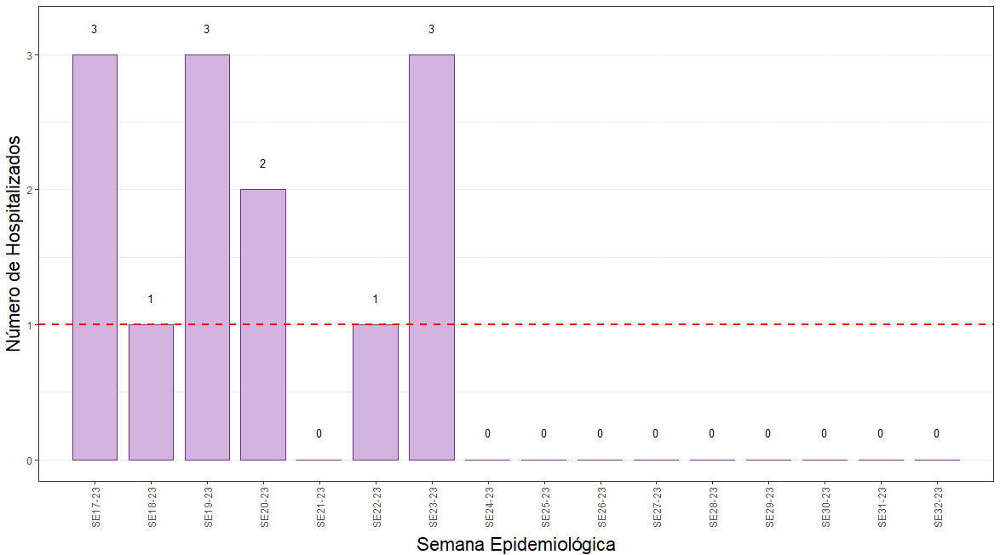 Número de Hospitalizados
3
2
1
0
3
1
3
2
0
1
3
0
0
0
0
0
0
0
0
0
SE17-23
SE18-23
SE19-23
SE20-23
SE21-23
SE22-23
SE23-23
SE24-23
SE25-23
SE26-23
SE27-23
SE28-23
SE29-23
SE30-23
SE31-23
SE32-23
Semana Epidemiológica